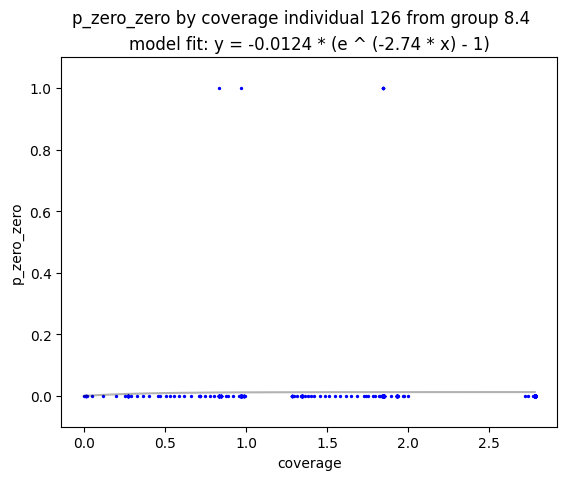 p_zero_zero by coverage individual 126 from group 8.4
model fit: y = -0.0124 * (e ^ (-2.74 * x) - 1)
1.0
0.8
0.6
0.4
0.2
0.0
p_zero_zero
0.0 0.5 1.0 1.5 2.0 2.5
coverage